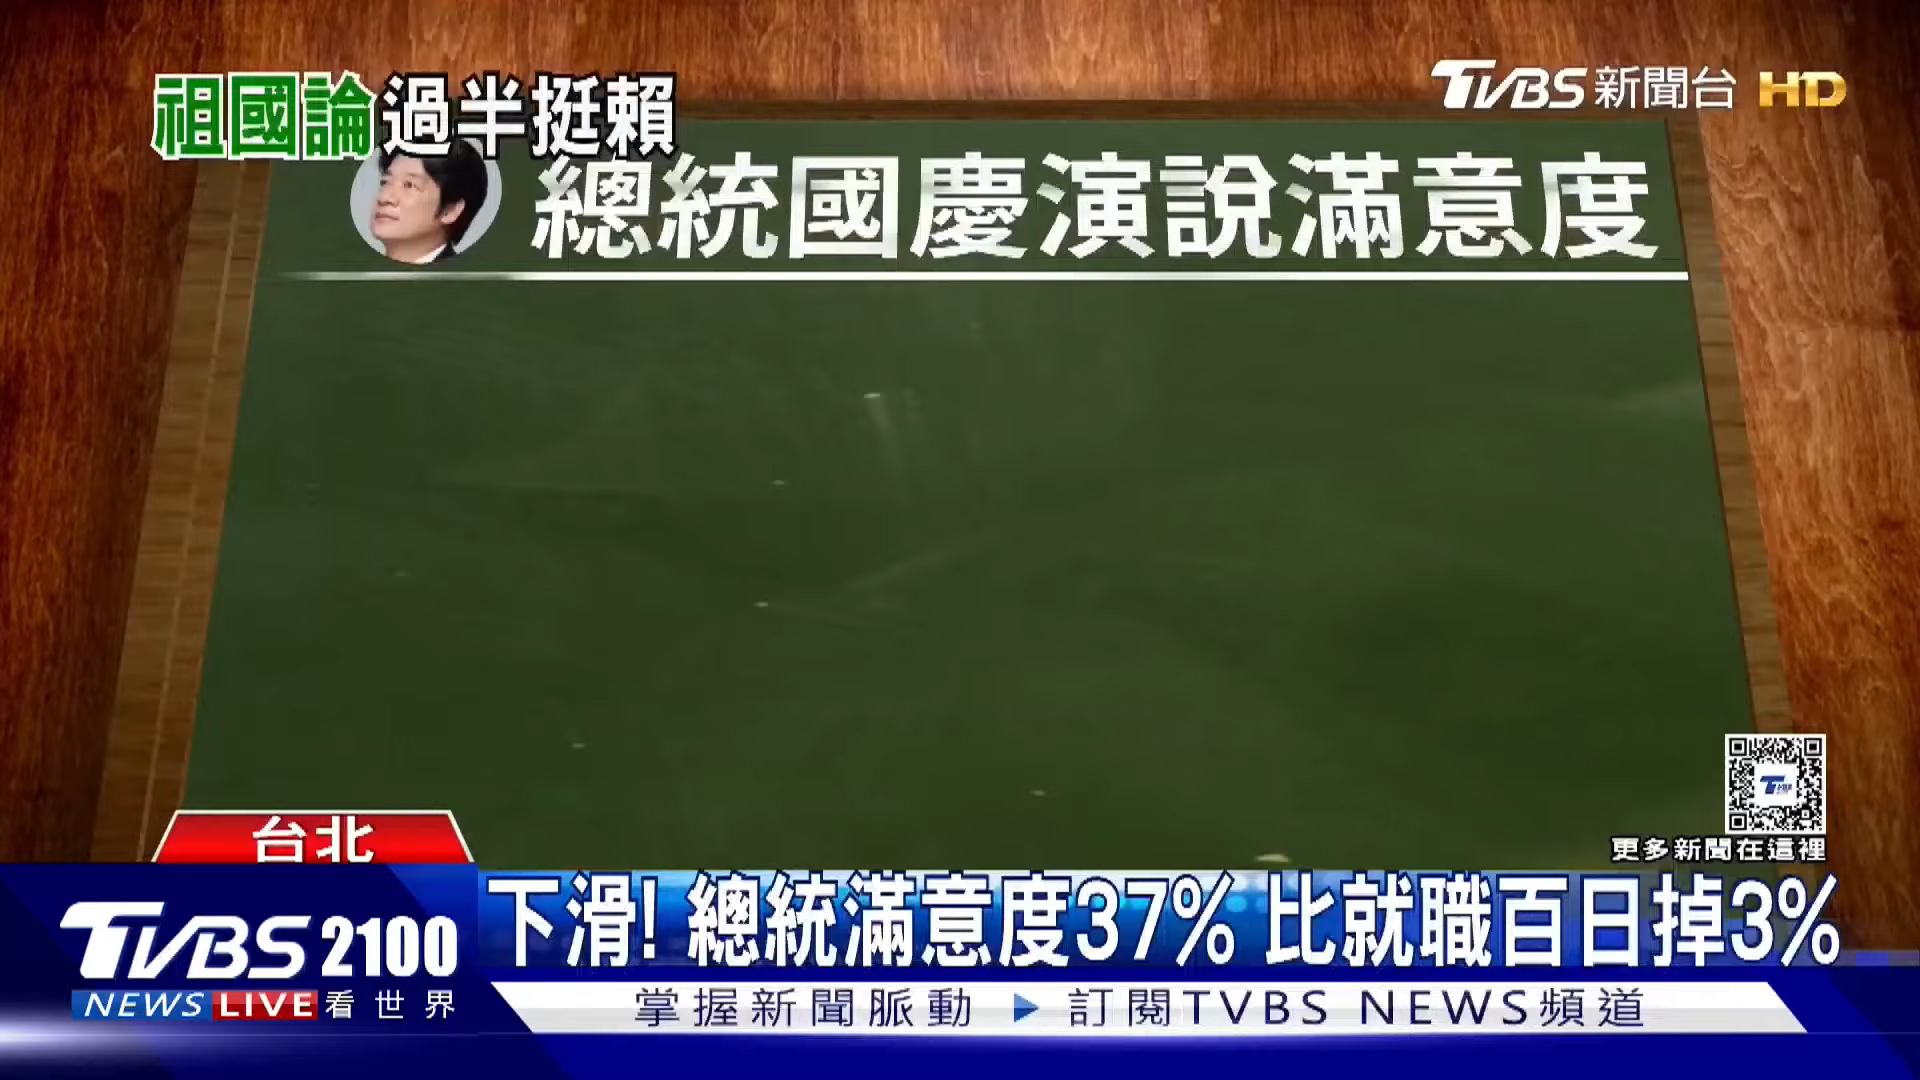 祖國論過半挺賴
TVBS新聞台 HD
總統國慶演說滿意度
更多新聞在這裡
台北
下滑! 總統滿意度37% 比就職百日掉3%
TVBS 2100
NEWS LIVE 看世界
掌握新聞脈動 ▶ 訂閱TVBS NEWS頻道